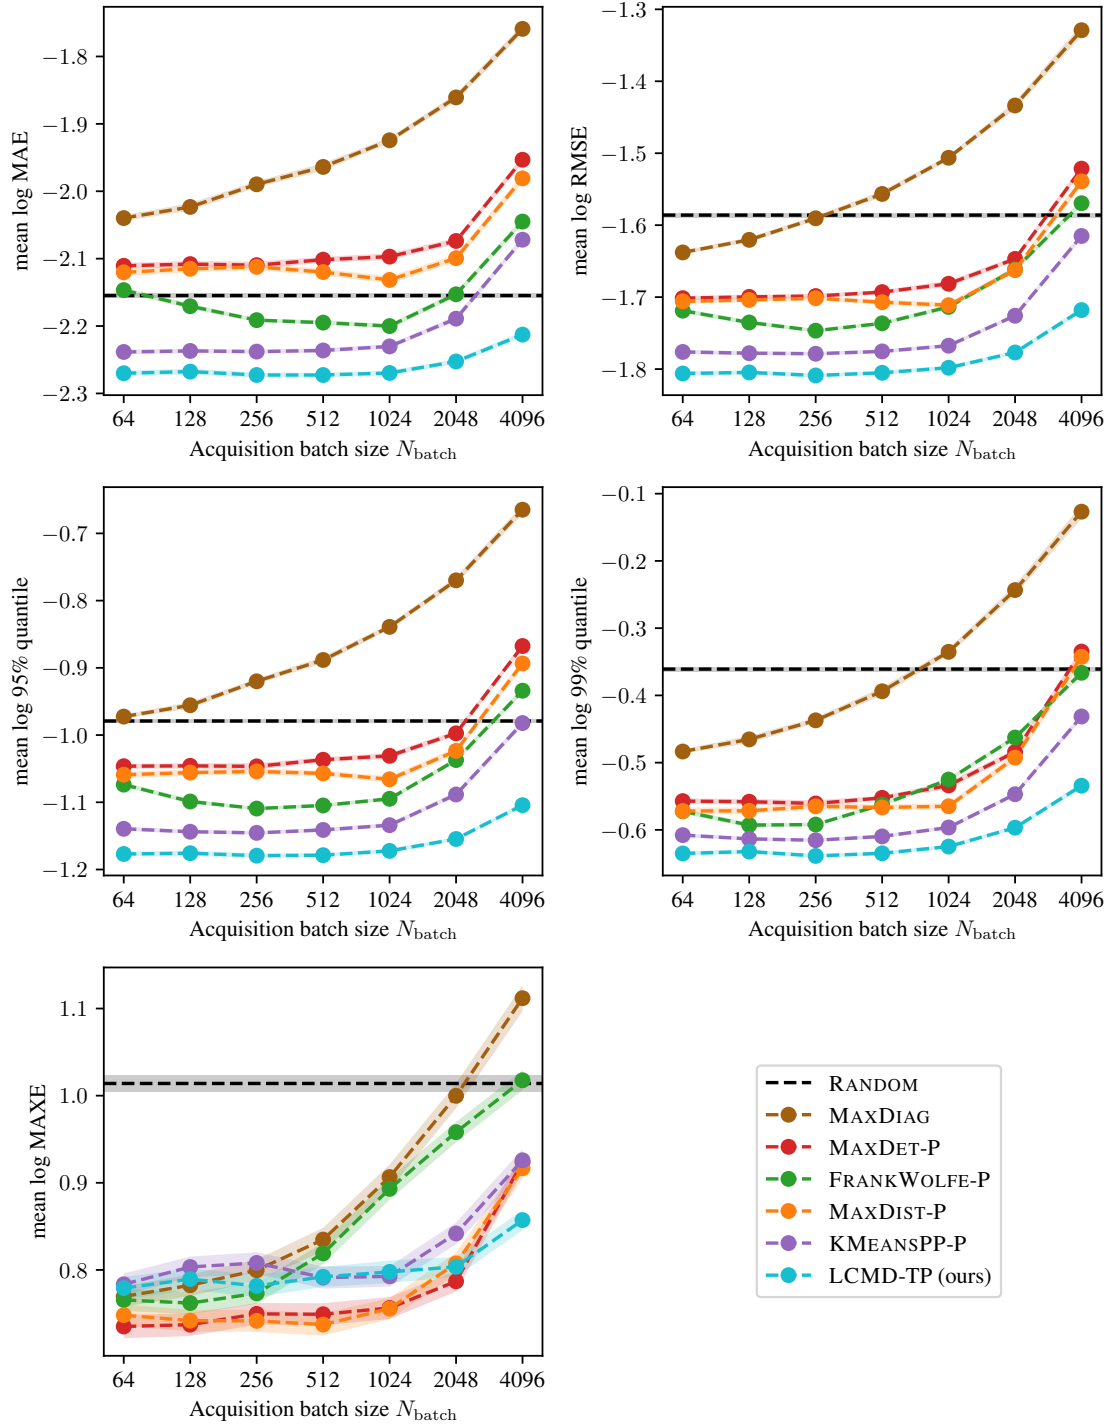 −1.8
−1.9
−2.0
−2.1
−2.2
−2.3
mean log MAE
64 128 256 512 1024 2048 4096
Acquisition batch size N_batch
−1.3
−1.4
−1.5
−1.6
−1.7
−1.8
mean log RMSE
64 128 256 512 1024 2048 4096
Acquisition batch size N_batch
−0.7
−0.8
−0.9
−1.0
−1.1
−1.2
mean log 95% quantile
64 128 256 512 1024 2048 4096
Acquisition batch size N_batch
−0.1
−0.2
−0.3
−0.4
−0.5
−0.6
mean log 99% quantile
64 128 256 512 1024 2048 4096
Acquisition batch size N_batch
1.1
1.0
0.9
0.8
mean log MAXE
64 128 256 512 1024 2048 4096
Acquisition batch size N_batch
RANDOM
MAXDIAG
MAXDET-P
FRANKWOLFE-P
MAXDIST-P
KMEANSPP-P
LCMD-TP (ours)